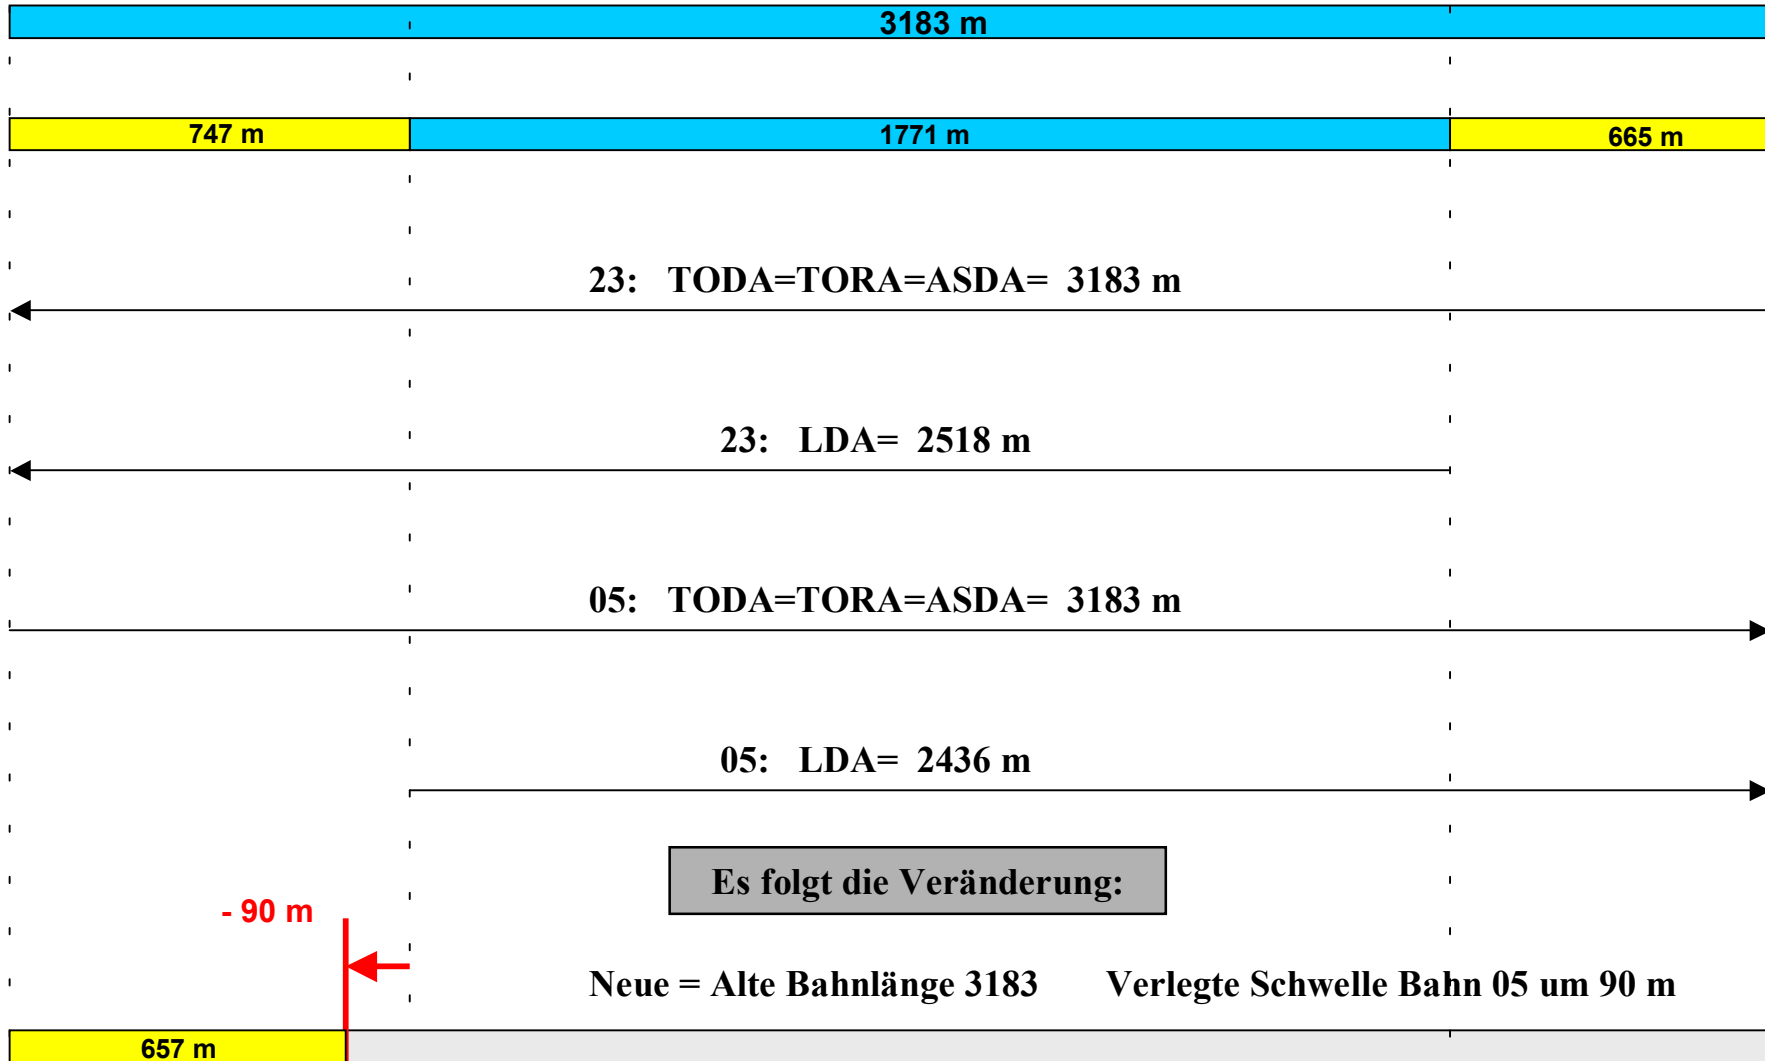 3183 m
747 m 1771 m 665 m
23: TODA=TORA=ASDA= 3183 m
23: LDA= 2518 m
05: TODA=TORA=ASDA= 3183 m
05: LDA= 2436 m
Es folgt die Veränderung:
- 90 m
Neue = Alte Bahnlänge 3183 Verlegte Schwelle Bahn 05 um 90 m
657 m